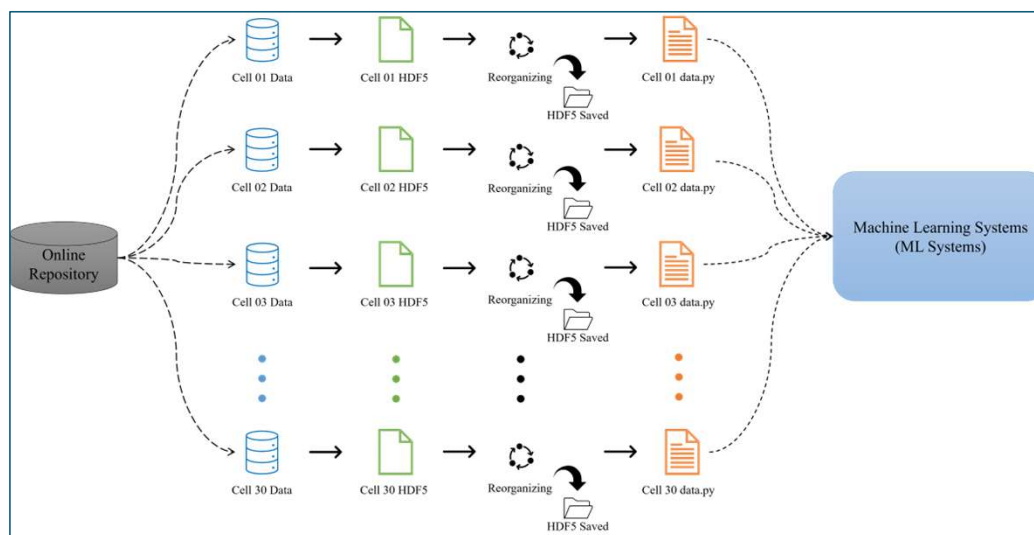 Cell 01 Data
Cell 01 HDF5
Reorganizing
HDF5 Saved
Cell 01 data.py
Cell 02 Data
Cell 02 HDF5
Reorganizing
HDF5 Saved
Cell 02 data.py
Online
Repository
Machine Learning Systems
(ML Systems)
Cell 03 Data
Cell 03 HDF5
Reorganizing
HDF5 Saved
Cell 03 data.py
Cell 30 Data
Cell 30 HDF5
Reorganizing
HDF5 Saved
Cell 30 data.py